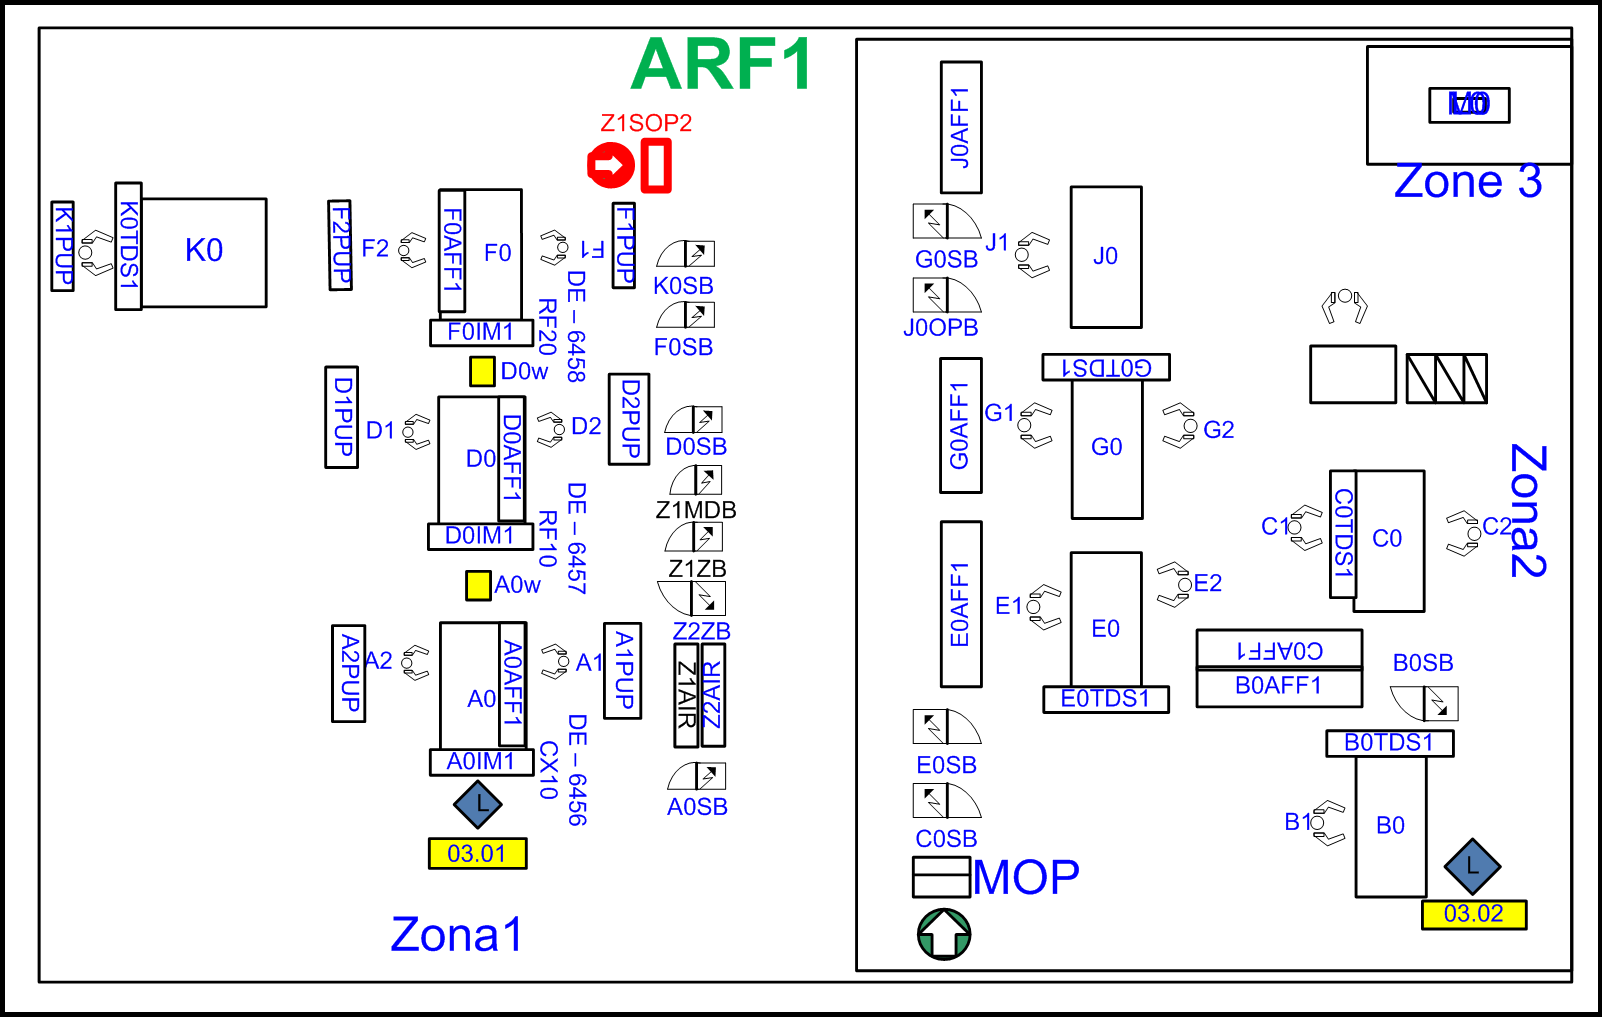 ARF1
Z1SOP2
K1PUP
K0TDS1
K0
F2PUP
F2
F0AFF1
F0
F1
F1PUP
F0IM1
RF20
DE – 6458
K0SB
F0SB
D0w
D1PUP
D1
D0
D0AFF1
D2
D2PUP
D0IM1
RF10
DE – 6457
D0SB
Z1MDB
Z1ZB
Z2ZB
A0w
A2PUP
A2
A0
A0AFF1
A1
A1PUP
A0IM1
CX10
DE – 6456
Z1AIR
Z2AIR
A0SB
L
03.01
Zona1
J0AFF1
G0SB
J1
J0
J0OPB
Zone 3
G0TDS1
G0AFF1
G1
G0
G2
E0AFF1
E1
E0
E2
E0TDS1
C1
C0TDS1
C0
C2
Zona2
C0AFF1
B0AFF1
B0SB
B0TDS1
B1
B0
E0SB
C0SB
MOP
L
03.02